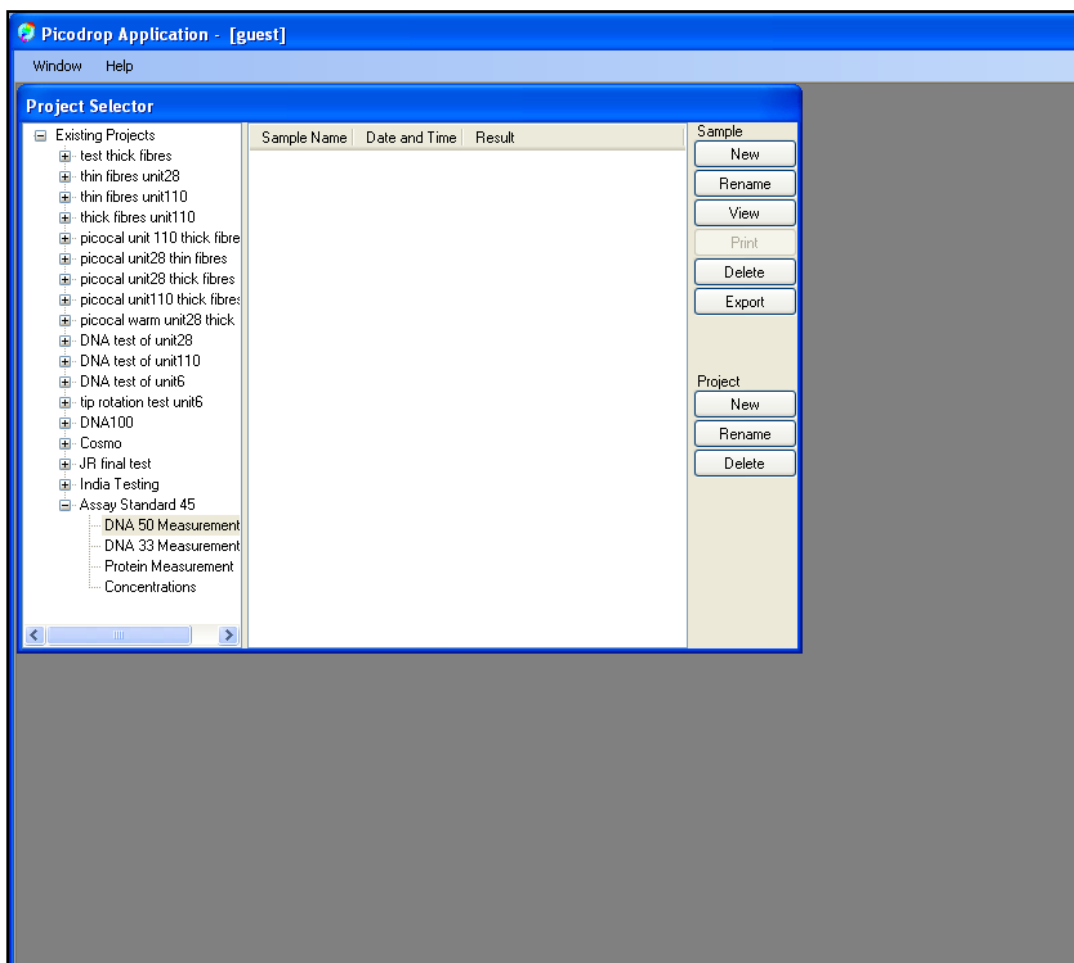 Picodrop Application - [guest]
Window Help
Project Selector
Existing Projects
test thick fibres
thin fibres unit28
thin fibres unit110
thick fibres unit110
picocal unit 110 thick fibre
picocal unit28 thin fibres
picocal unit28 thick fibres
picocal unit110 thick fibres
picocal warm unit28 thick
DNA test of unit28
DNA test of unit110
DNA test of unit6
tip rotation test unit6
DNA100
Cosmo
JR final test
India Testing
Assay Standard 45
DNA 50 Measurement
DNA 33 Measurement
Protein Measurement
Concentrations
Sample Name Date and Time Result
Sample
New
Rename
View
Print
Delete
Export
Project
New
Rename
Delete